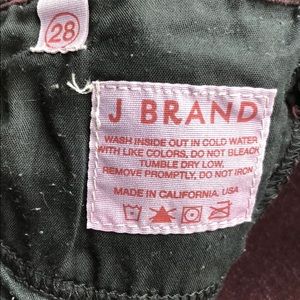 28
J BRAND
WASH INSIDE OUT IN COLD WATER
WITH LIKE COLORS, DO NOT BLEACH
TUMBLE DRY LOW.
REMOVE PROMPTLY, DO NOT IRON
MADE IN CALIFORNIA, USA